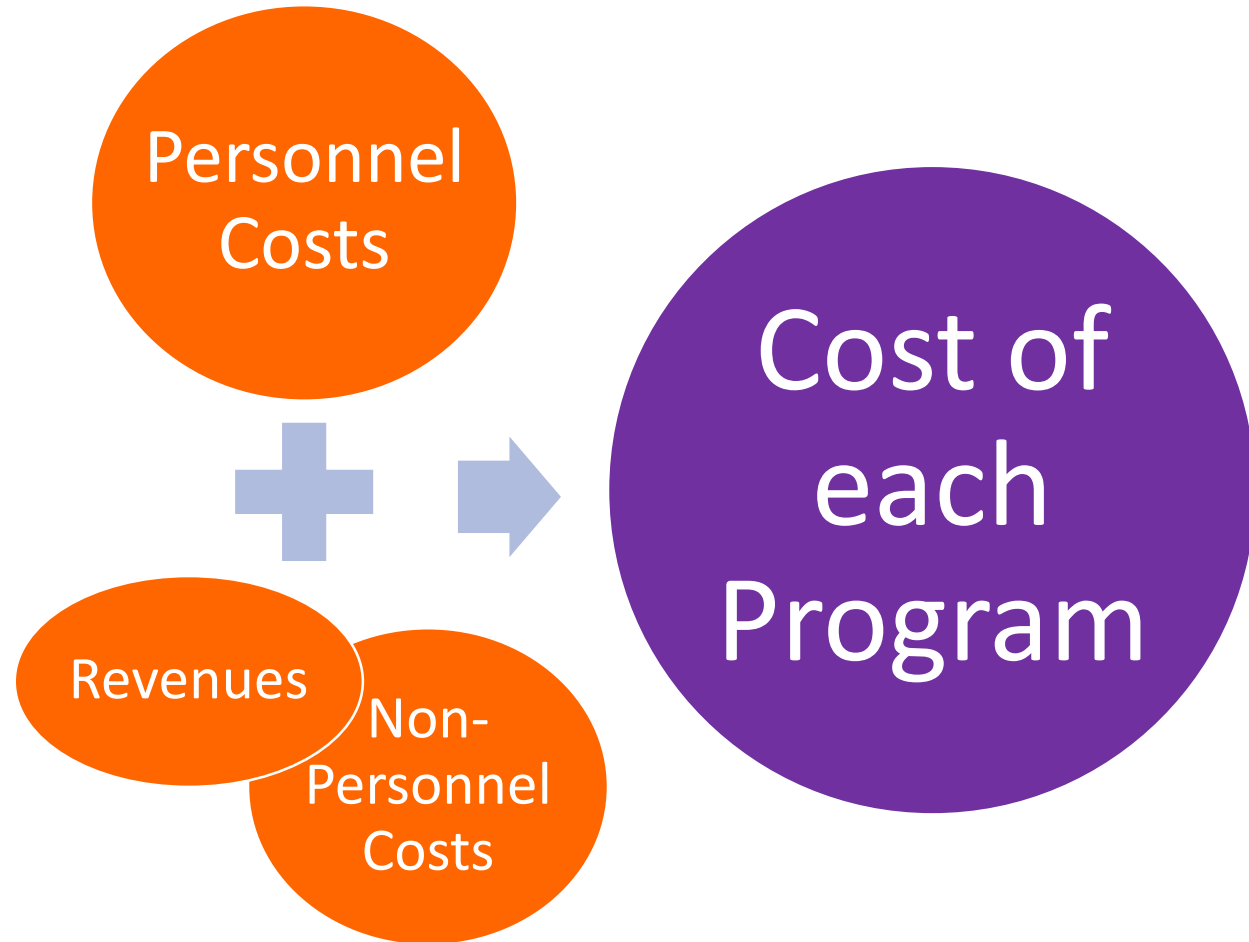 Personnel
Costs
Revenues
Non-
Personnel
Costs
Cost of
each
Program